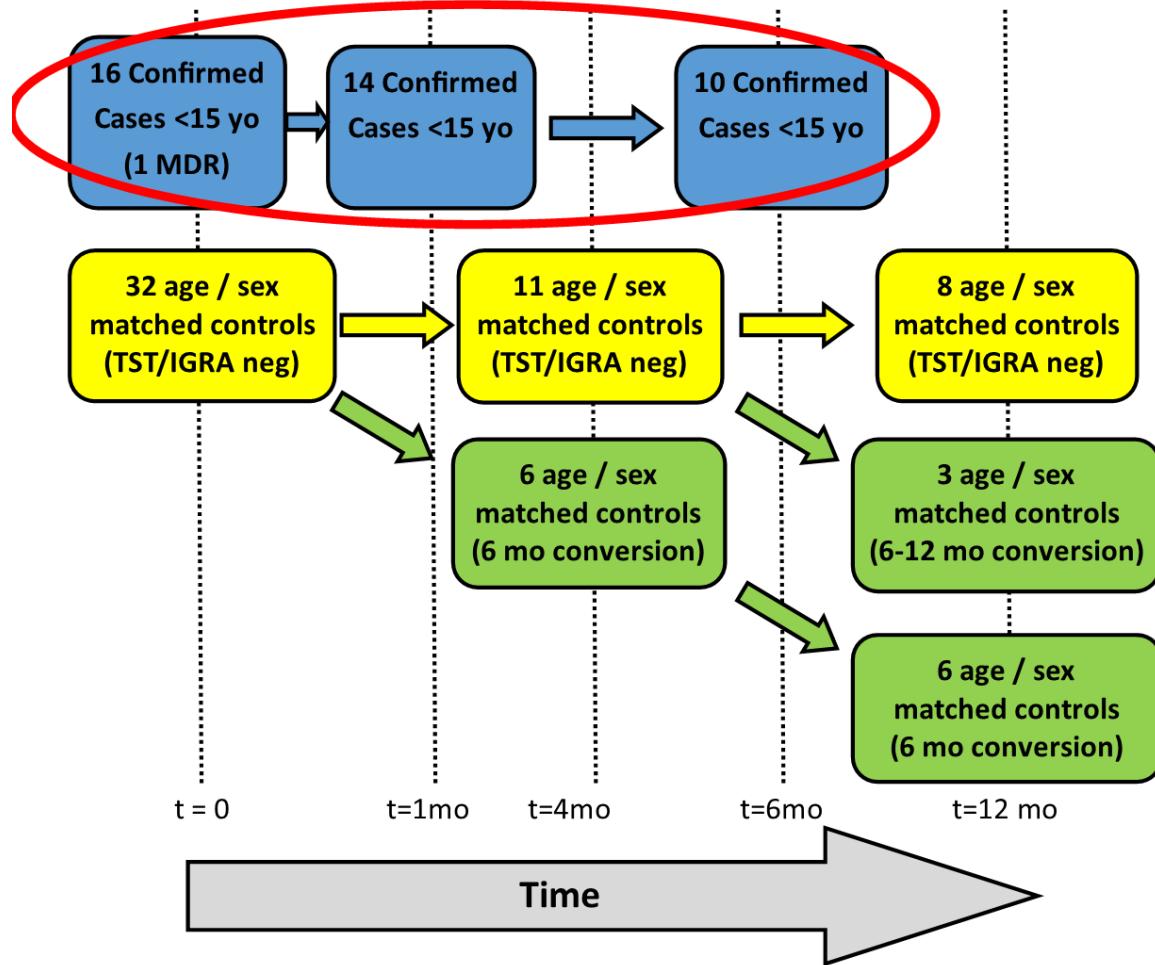 16 Confirmed
Cases <15 yo
(1 MDR)
14 Confirmed
Cases <15 yo
10 Confirmed
Cases <15 yo
32 age / sex
matched controls
(TST/IGRA neg)
11 age / sex
matched controls
(TST/IGRA neg)
8 age / sex
matched controls
(TST/IGRA neg)
6 age / sex
matched controls
(6 mo conversion)
3 age / sex
matched controls
(6-12 mo conversion)
6 age / sex
matched controls
(6 mo conversion)
t = 0
t=1mo
t=4mo
t=6mo
t=12 mo
Time